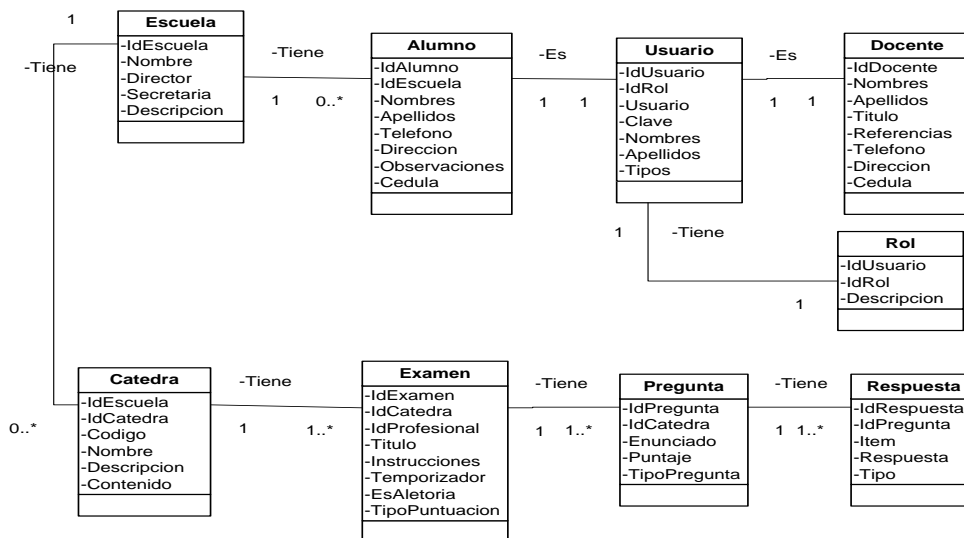 1
-Tiene
Escuela
-IdEscuela
-Nombre
-Director
-Secretaria
-Descripcion
-Tiene
1
0..*
Alumno
-IdAlumno
-IdEscuela
-Nombres
-Apellidos
-Telefono
-Direccion
-Observaciones
-Cedula
-Es
1
1
Usuario
-IdUsuario
-IdRol
-Usuario
-Clave
-Nombres
-Apellidos
-Tipos
-Es
1
1
Docente
-IdDocente
-Nombres
-Apellidos
-Titulo
-Referencias
-Telefono
-Direccion
-Cedula
1
-Tiene
1
Rol
-IdUsuario
-IdRol
-Descripcion
0..*
Catedra
-IdEscuela
-IdCatedra
-Codigo
-Nombre
-Descripcion
-Contenido
-Tiene
1
1..*
Examen
-IdExamen
-IdCatedra
-IdProfesional
-Titulo
-Instrucciones
-Temporizador
-EsAletoria
-TipoPuntuacion
-Tiene
1
1..*
Pregunta
-IdPregunta
-IdCatedra
-Enunciado
-Puntaje
-TipoPregunta
-Tiene
1
1..*
Respuesta
-IdRespuesta
-IdPregunta
-Item
-Respuesta
-Tipo